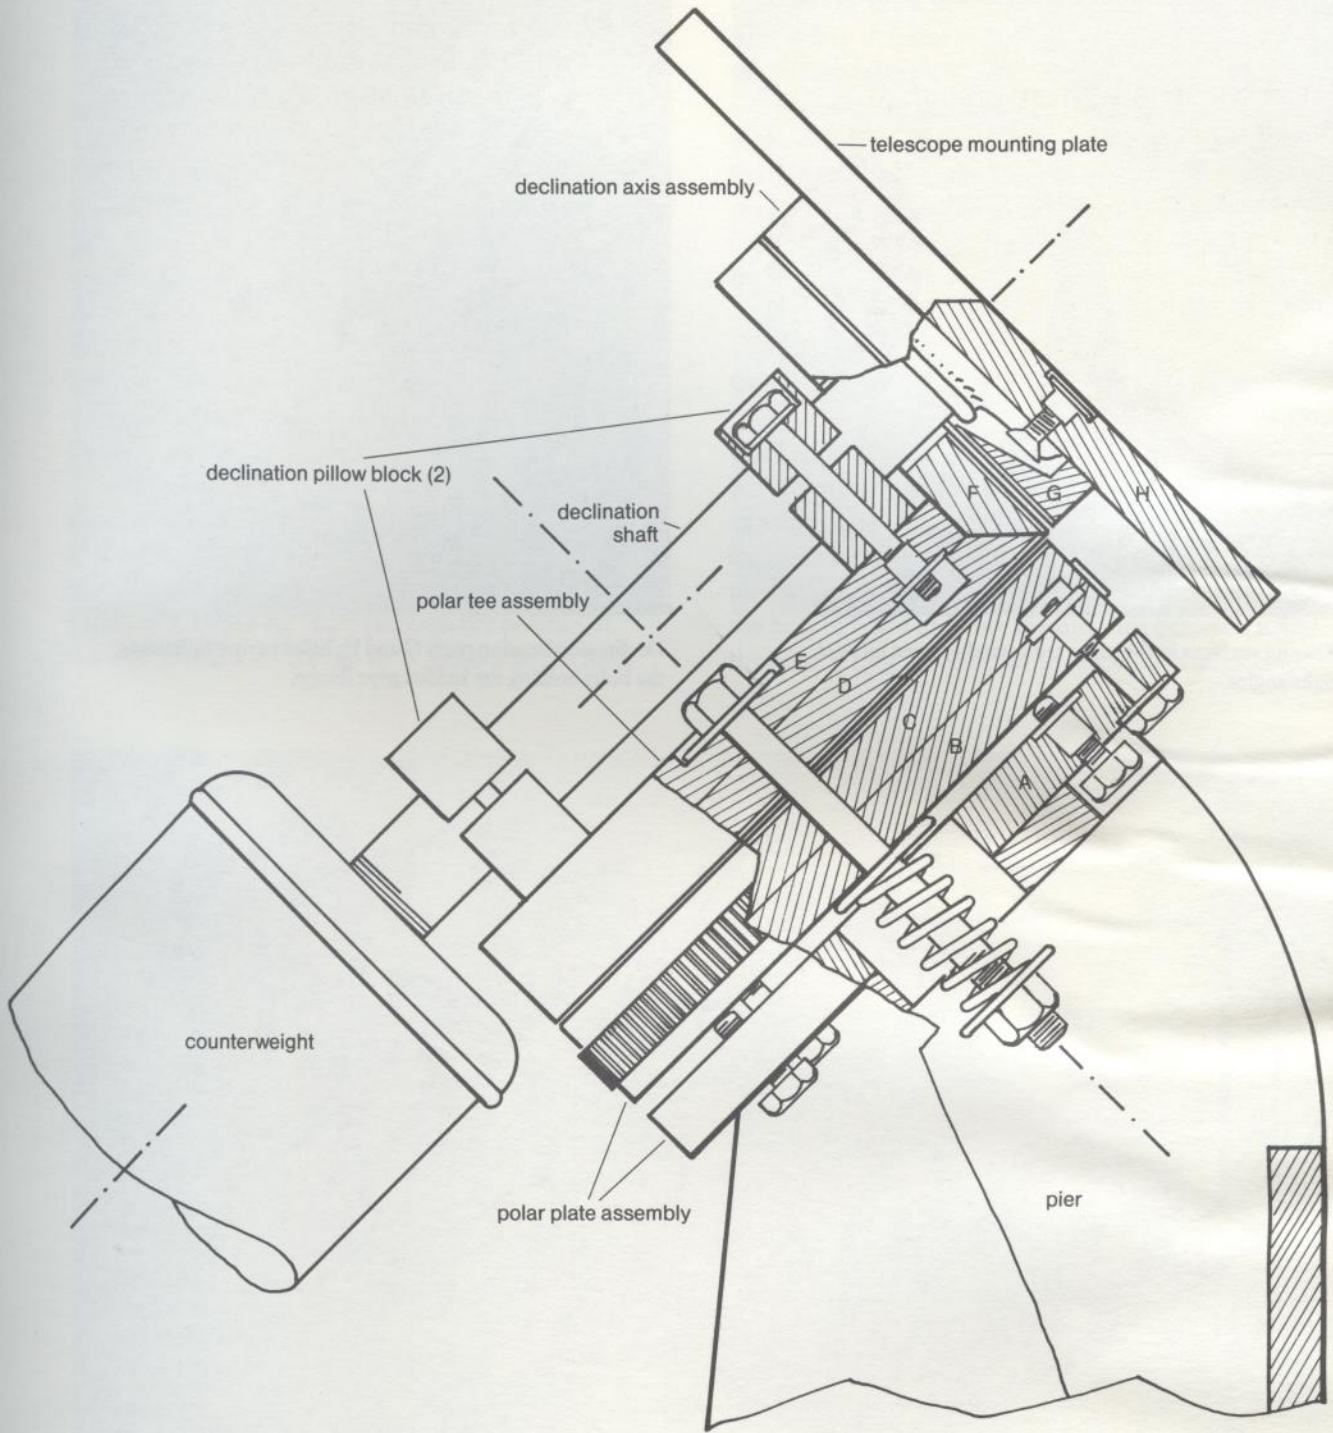 telescope mounting plate
declination axis assembly
declination pillow block (2)
declination
shaft
F
G
H
polar tee assembly
E
D
C
B
A
counterweight
polar plate assembly
pier